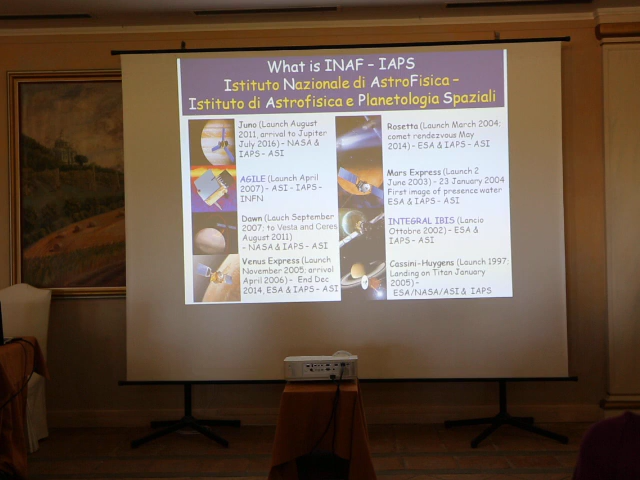 What is INAF – IAPS
Istituto Nazionale di AstroFisica –
Istituto di Astrofisica e Planetologia Spaziali
Juno (Launch August
2011, arrival to Jupiter
July 2016) – NASA &
IAPS – ASI
AGILE (Launch April
2007) – ASI – IAPS –
INFN
Dawn (Lauch September
2007; to Vesta and Ceres
August 2011)
– NASA & IAPS – ASI
Venus Express (Launch
November 2005; arrival
April 2006) – End Dec
2014, ESA & IAPS – ASI
Rosetta (Launch March 2004;
comet rendezvous May
2014) – ESA & IAPS – ASI
Mars Express (Launch 2
June 2003) – 23 January 2004
First image of presence water
ESA & IAPS – ASI
INTEGRAL IBIS (Lancio
Ottobre 2002) – ESA &
IAPS – ASI
Cassini-Huygens (Launch 1997;
Landing on Titan January
2005) –
ESA/NASA/ASI & IAPS